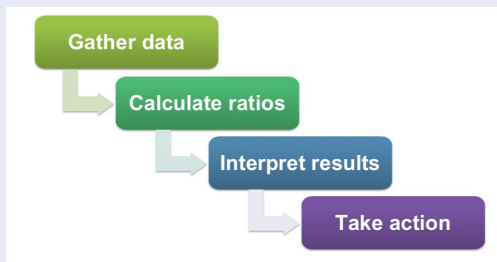 Gather data
Calculate ratios
Interpret results
Take action